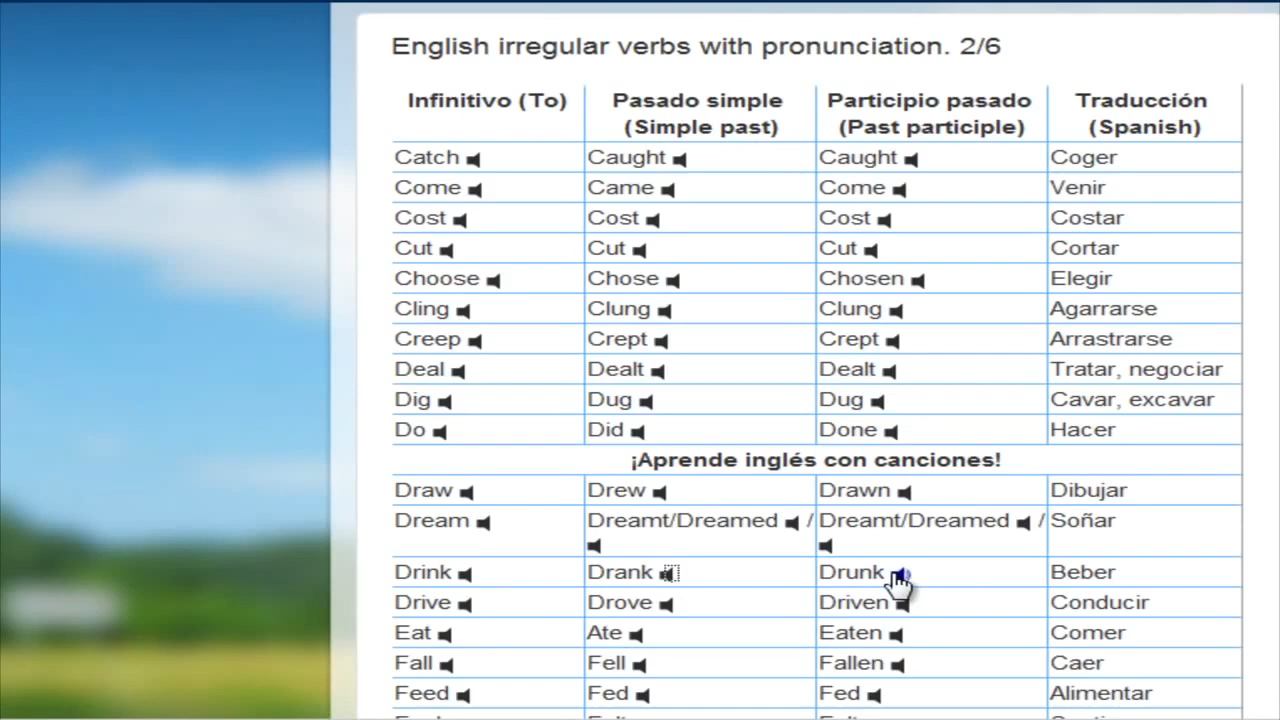 English irregular verbs with pronunciation. 2/6
Infinitivo (To) Pasado simple (Simple past) Participio pasado (Past participle) Traducción (Spanish)
Catch Caught Caught Coger
Come Came Come Venir
Cost Cost Cost Costar
Cut Cut Cut Cortar
Choose Chose Chosen Elegir
Cling Clung Clung Agarrarse
Creep Crept Crept Arrastrarse
Deal Dealt Dealt Tratar, negociar
Dig Dug Dug Cavar, excavar
Do Did Done Hacer
¡Aprende inglés con canciones!
Draw Drew Drawn Dibujar
Dream Dreamt/Dreamed / Dreamt/Dreamed / Soñar
Drink Drank Drunk Beber
Drive Drove Driven Conducir
Eat Ate Eaten Comer
Fall Fell Fallen Caer
Feed Fed Fed Alimentar